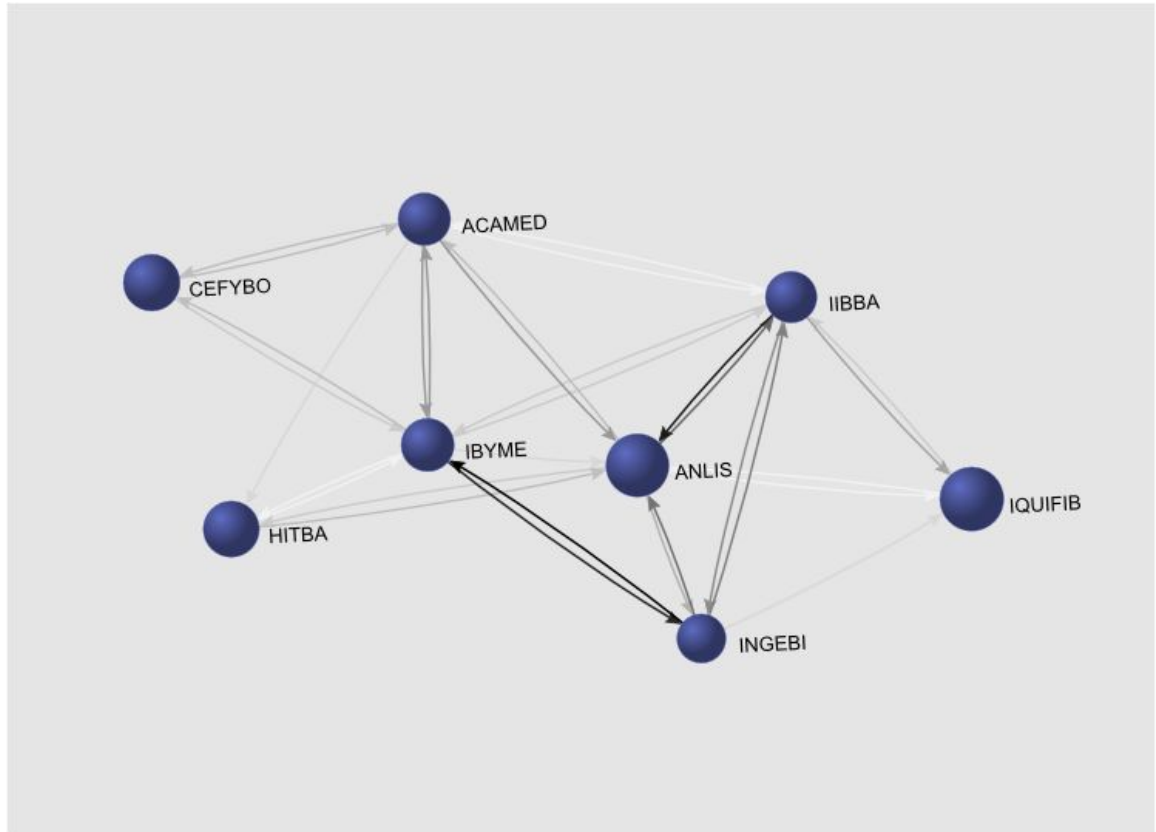 ACAMED
CEFYBO
IIBBA
IBYME
ANLIS
IQUIFIB
HITBA
INGEBI